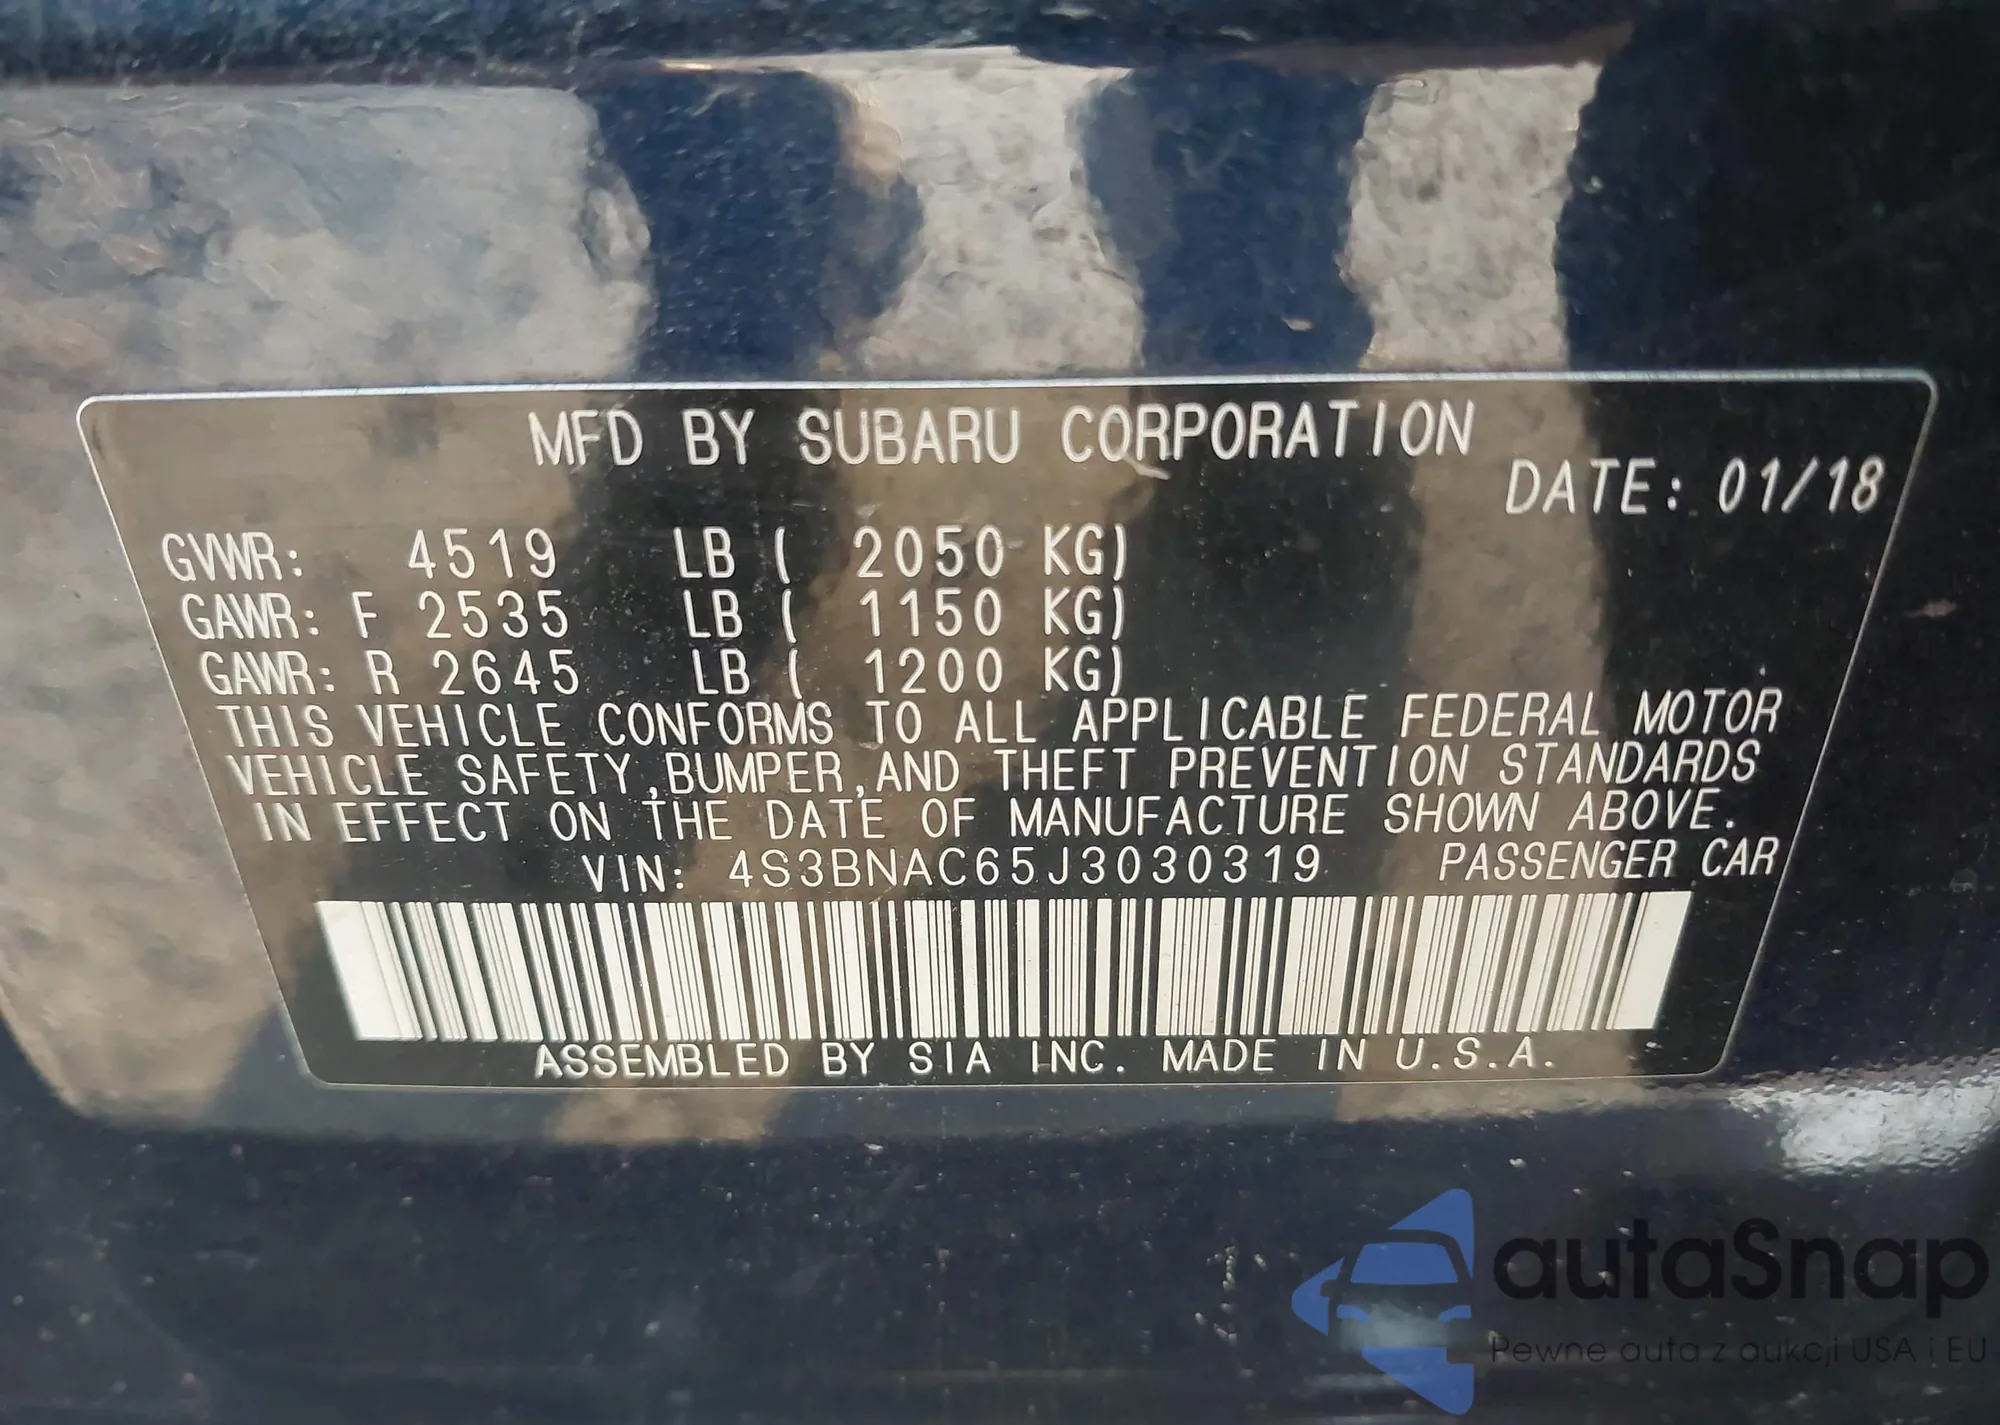 MFD BY SUBARU CORPORATION
DATE: 01/18
GVWR: 4519 LB ( 2050 KG)
GAWR: F 2535 LB ( 1150 KG)
GAWR: R 2645 LB ( 1200 KG)
THIS VEHICLE CONFORMS TO ALL APPLICABLE FEDERAL MOTOR
VEHICLE SAFETY,BUMPER,AND THEFT PREVENTION STANDARDS
IN EFFECT ON THE DATE OF MANUFACTURE SHOWN ABOVE.
VIN: 4S3BNAC65J3030319 PASSENGER CAR
ASSEMBLED BY SIA INC. MADE IN U.S.A.
autaSnap
Pewne auta z aukcji USA i EU